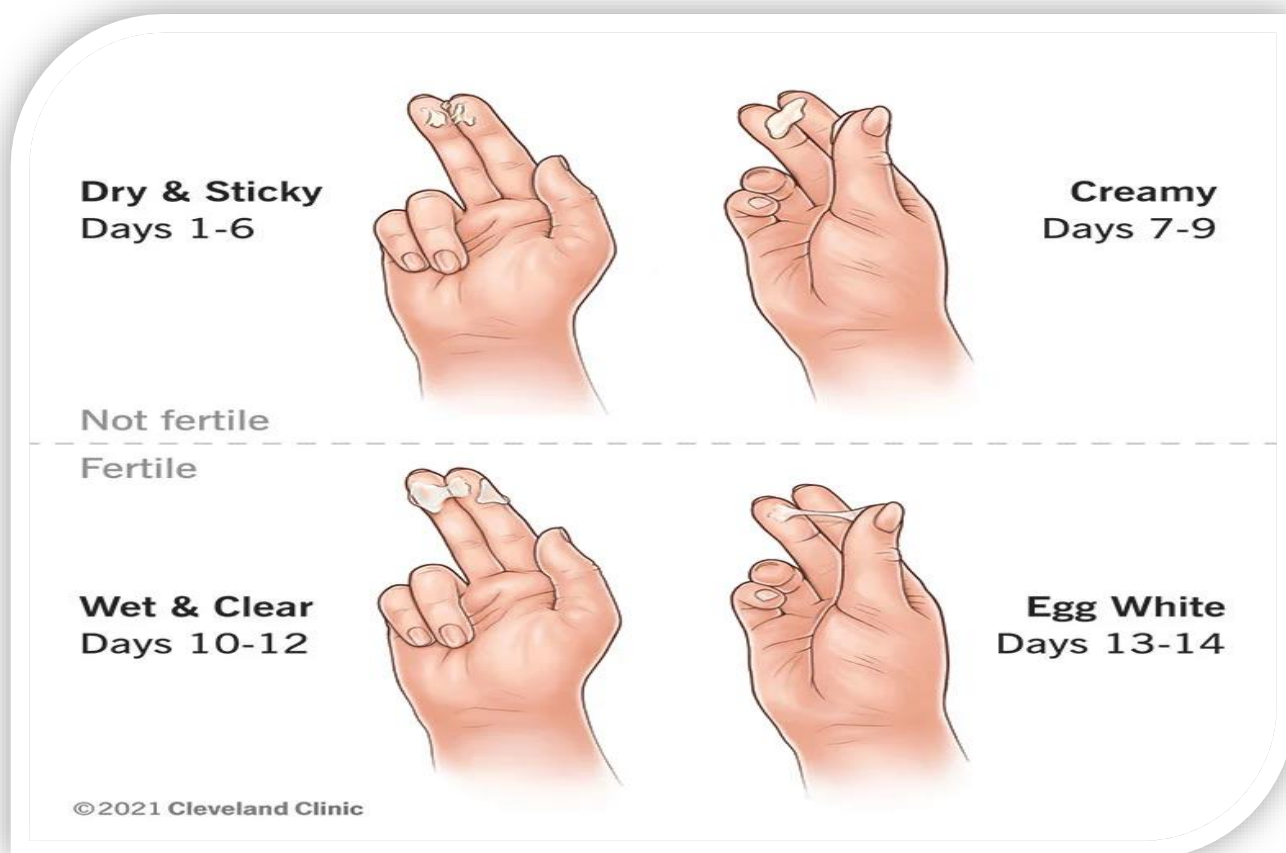 Dry & Sticky
Days 1-6
Creamy
Days 7-9
Not fertile
Fertile
Wet & Clear
Days 10-12
Egg White
Days 13-14
©2021 Cleveland Clinic